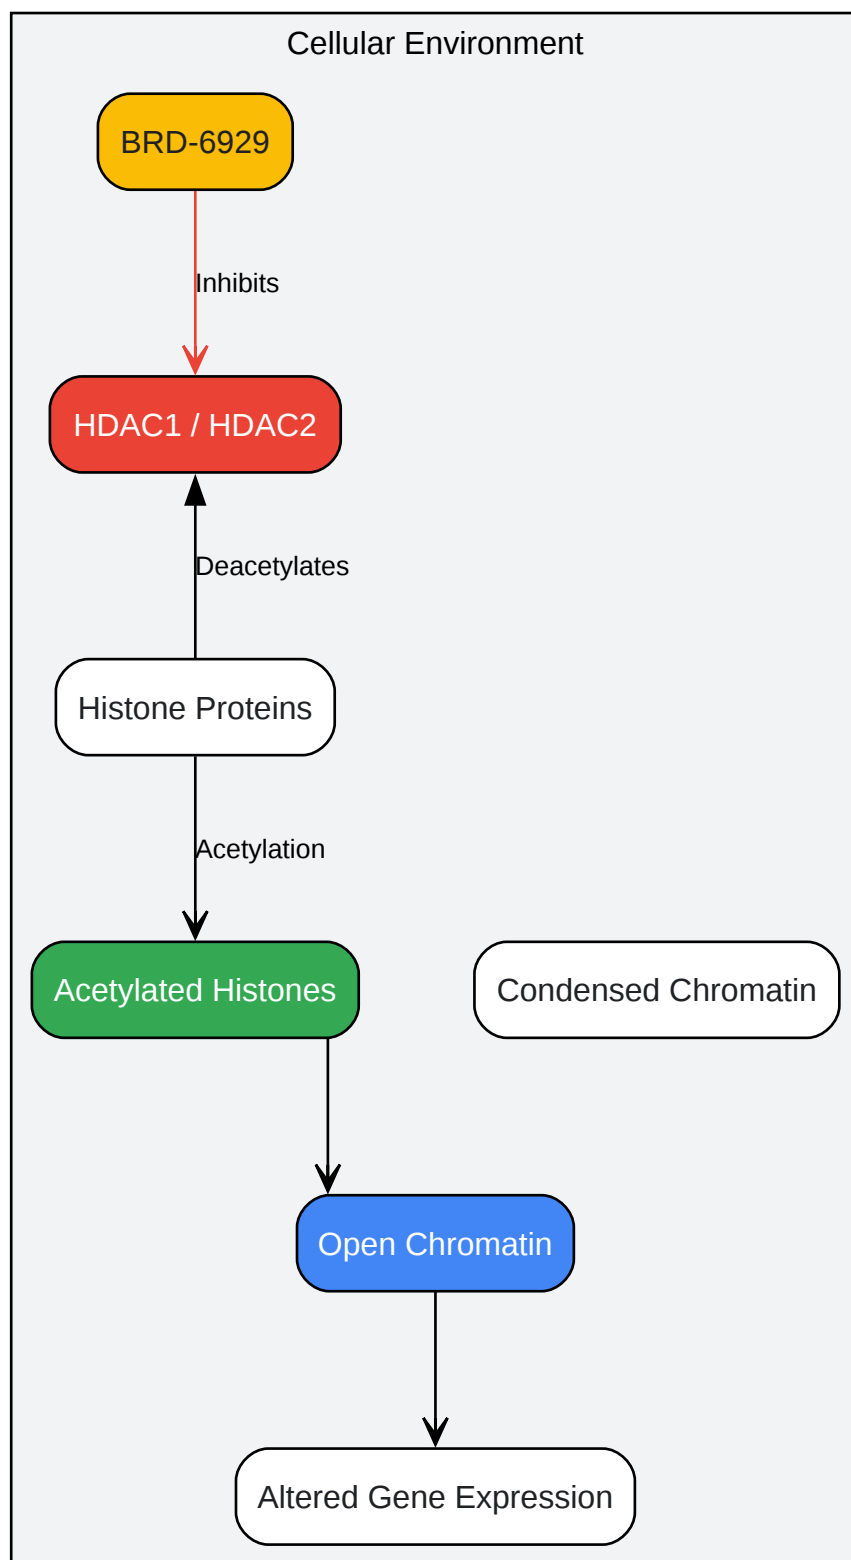 Cellular Environment
BRD-6929
Inhibits
HDAC1 / HDAC2
Deacetylates
Histone Proteins
Acetylation
Acetylated Histones
Condensed Chromatin
Open Chromatin
Altered Gene Expression